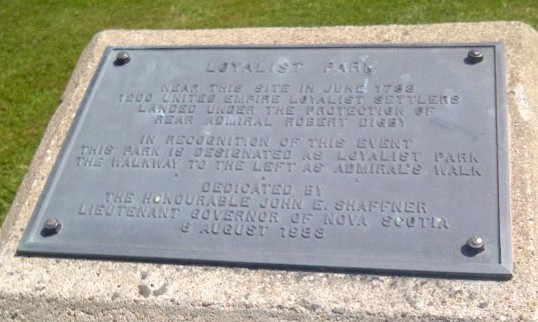 LOYALIST PARK
NEAR THIS SITE IN JUNE 1783
1200 UNITED EMPIRE LOYALIST SETTLERS
LANDED UNDER THE PROTECTION OF
REAR ADMIRAL ROBERT DIGBY
IN RECOGNITION OF THIS EVENT
THIS PARK IS DESIGNATED AS LOYALIST PARK
THE WALKWAY TO THE LEFT AS ADMIRAL'S WALK
DEDICATED BY
THE HONOURABLE JOHN E. SHAFFNER
LIEUTENANT GOVERNOR OF NOVA SCOTIA
6 AUGUST 1983